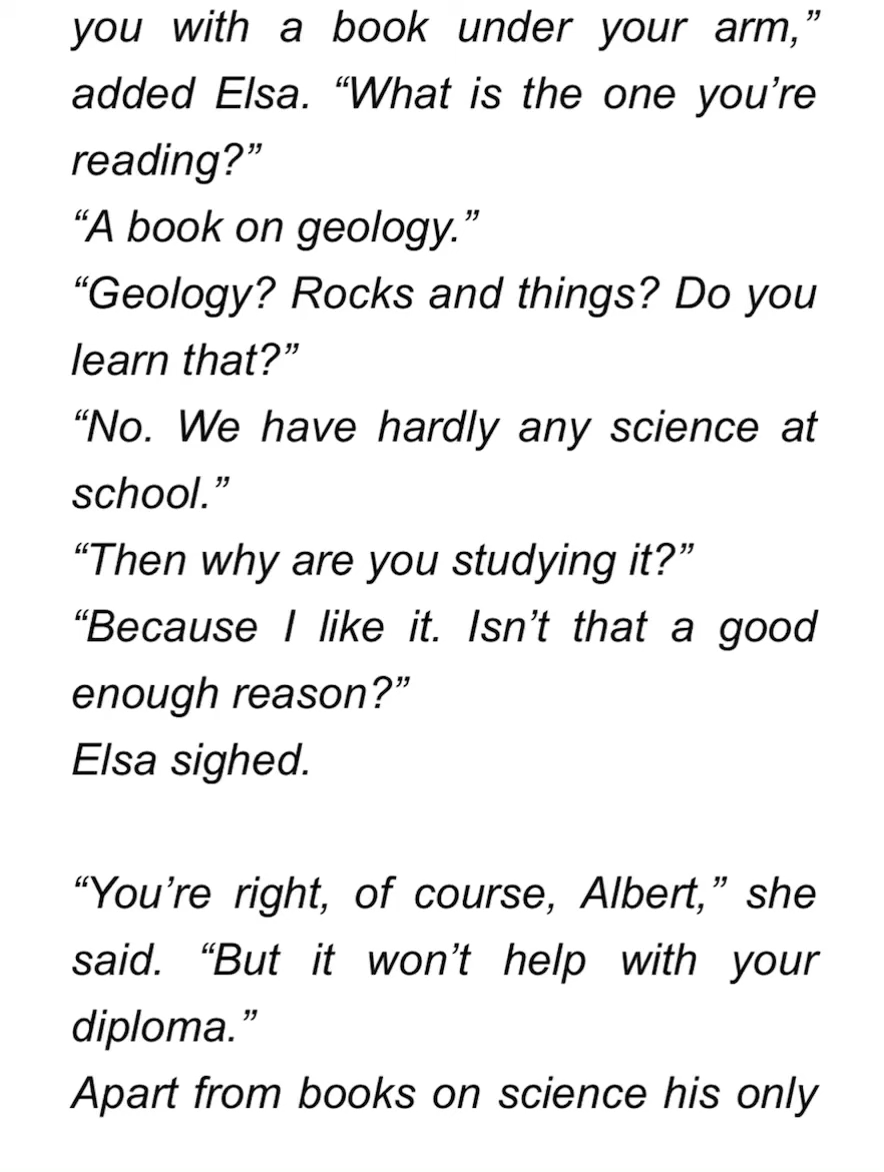 you with a book under your arm,”
added Elsa. “What is the one you’re
reading?”
“A book on geology.”
“Geology? Rocks and things? Do you
learn that?”
“No. We have hardly any science at
school.”
“Then why are you studying it?”
“Because I like it. Isn’t that a good
enough reason?”
Elsa sighed.
“You’re right, of course, Albert,” she
said. “But it won’t help with your
diploma.”
Apart from books on science his only